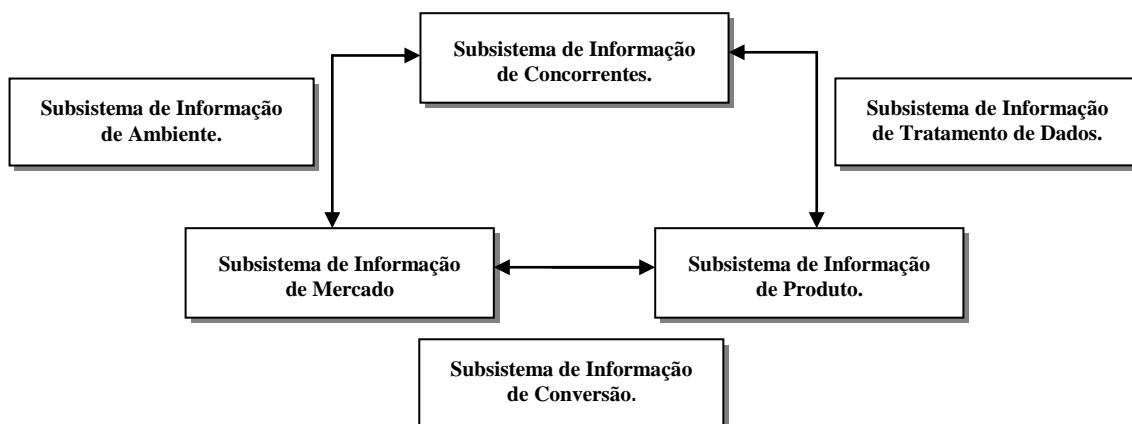 Subsistema de Informação
de Concorrentes.
Subsistema de Informação
de Ambiente.
Subsistema de Informação
de Tratamento de Dados.
Subsistema de Informação
de Mercado
Subsistema de Informação
de Produto.
Subsistema de Informação
de Conversão.